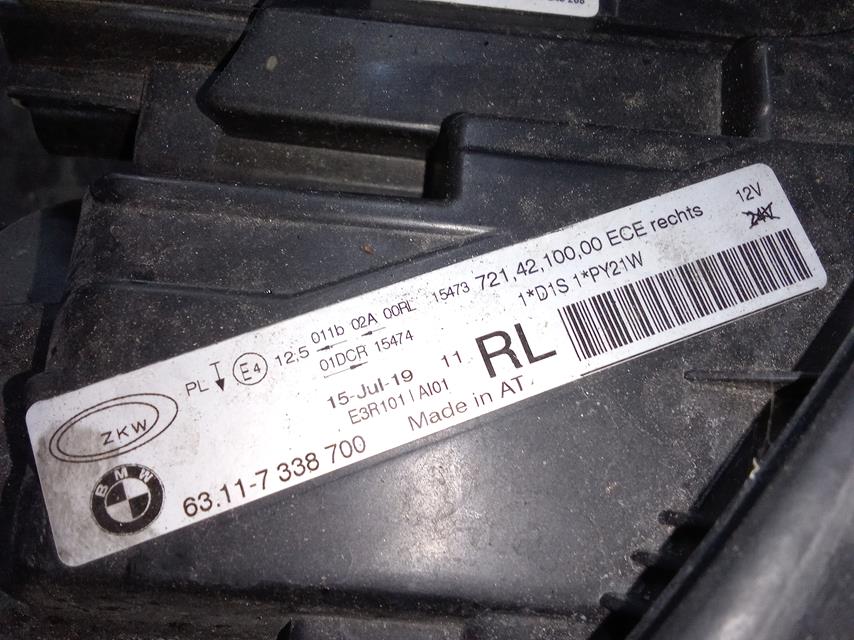 12V
24V
15473 721,42,100,00 ECE rechts
1*D1S 1*PY21W
PL E4 12,5 011b 02A 00RL
01DCR 15474
11 RL
15-Jul-19
E3R101 I AI01
Made in AT
ZKW
BMW
63.11-7 338 700